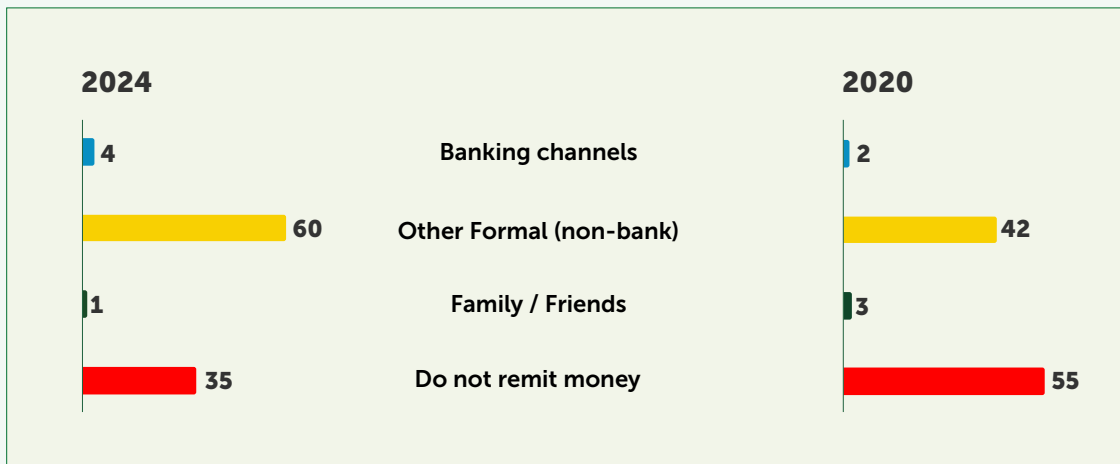 2024
2020
4
Banking channels
2
60
Other Formal (non-bank)
42
1
Family / Friends
3
35
Do not remit money
55